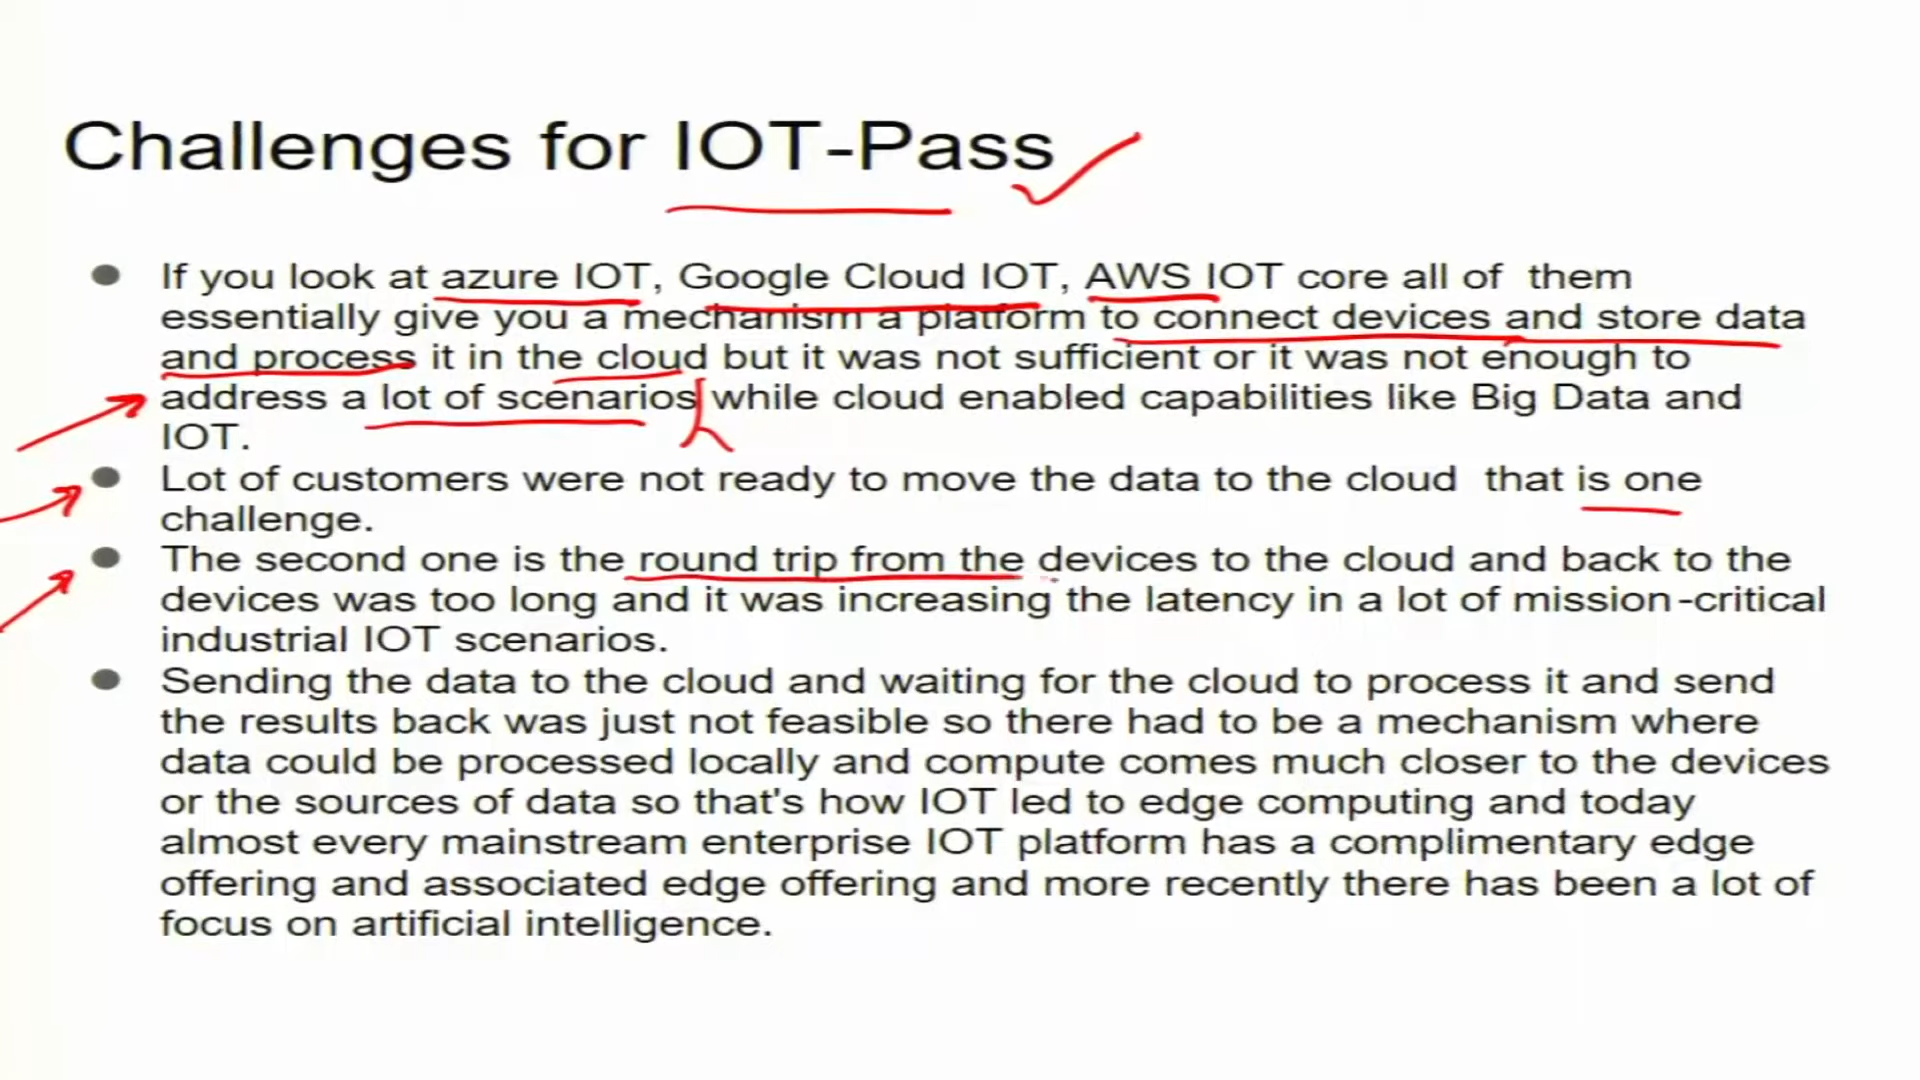 Challenges for IOT-Pass
If you look at azure IOT, Google Cloud IOT, AWS IOT core all of them
essentially give you a mechanism a platform to connect devices and store data
and process it in the cloud but it was not sufficient or it was not enough to
address a lot of scenarios while cloud enabled capabilities like Big Data and
IOT.
Lot of customers were not ready to move the data to the cloud that is one
challenge.
The second one is the round trip from the devices to the cloud and back to the
devices was too long and it was increasing the latency in a lot of mission-critical
industrial IOT scenarios.
Sending the data to the cloud and waiting for the cloud to process it and send
the results back was just not feasible so there had to be a mechanism where
data could be processed locally and compute comes much closer to the devices
or the sources of data so that's how IOT led to edge computing and today
almost every mainstream enterprise IOT platform has a complimentary edge
offering and associated edge offering and more recently there has been a lot of
focus on artificial intelligence.